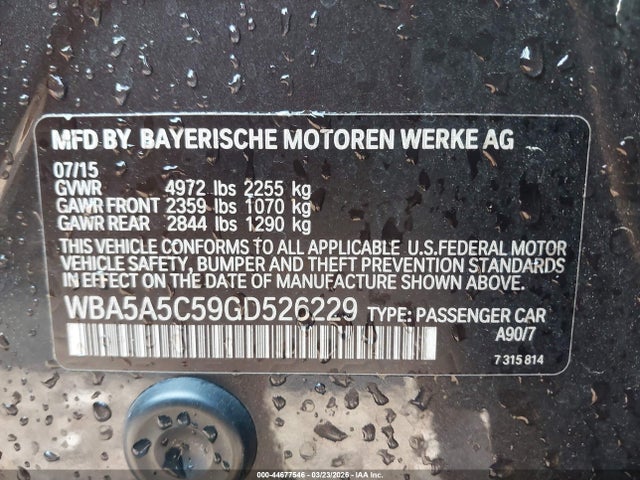 MFD BY BAYERISCHE MOTOREN WERKE AG
07/15
GVWR 4972 lbs 2255 kg
GAWR FRONT 2359 lbs 1070 kg
GAWR REAR 2844 lbs 1290 kg
THIS VEHICLE CONFORMS TO ALL APPLICABLE U.S.FEDERAL MOTOR
VEHICLE SAFETY, BUMPER AND THEFT PREVENTION STANDARDS
IN EFFECT ON THE DATE OF MANUFACTURE SHOWN ABOVE.
WBA5A5C59GD526229 TYPE: PASSENGER CAR
A90/7
7 315 814
000-44677546 - 03/23/2026 - IAA Inc.